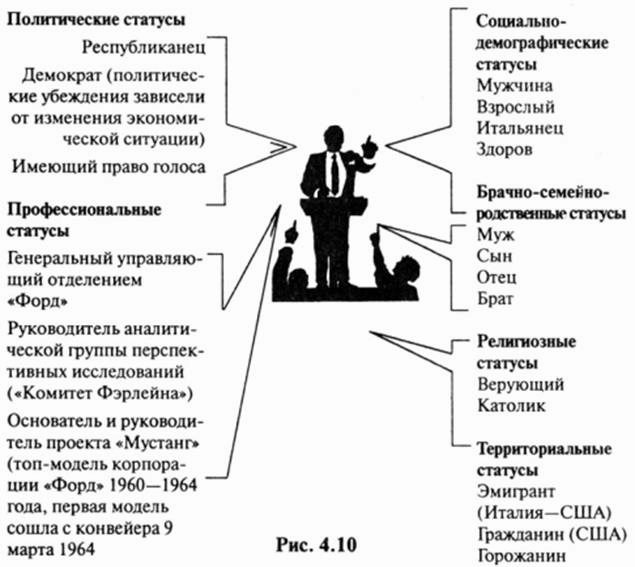 Политические статусы
Республиканец
Демократ (политичес-
кие убеждения зависели
от изменения экономи-
ческой ситуации)
Имеющий право голоса
Профессиональные
статусы
Генеральный управляю-
щий отделением
«Форд»
Руководитель аналити-
ческой группы перспек-
тивных исследований
(«Комитет Фэрлейна»)
Основатель и руководи-
тель проекта «Мустанг»
(топ-модель корпора-
ции «Форд» 1960—1964
года, первая модель
сошла с конвейера 9
марта 1964
Социально-
демографические
статусы
Мужчина
Взрослый
Итальянец
Здоров
Брачно-семейно-
родственные статусы
Муж
Сын
Отец
Брат
Религиозные
статусы
Верующий
Католик
Территориальные
статусы
Эмигрант
(Италия—США)
Гражданин (США)
Горожанин
Рис. 4.10